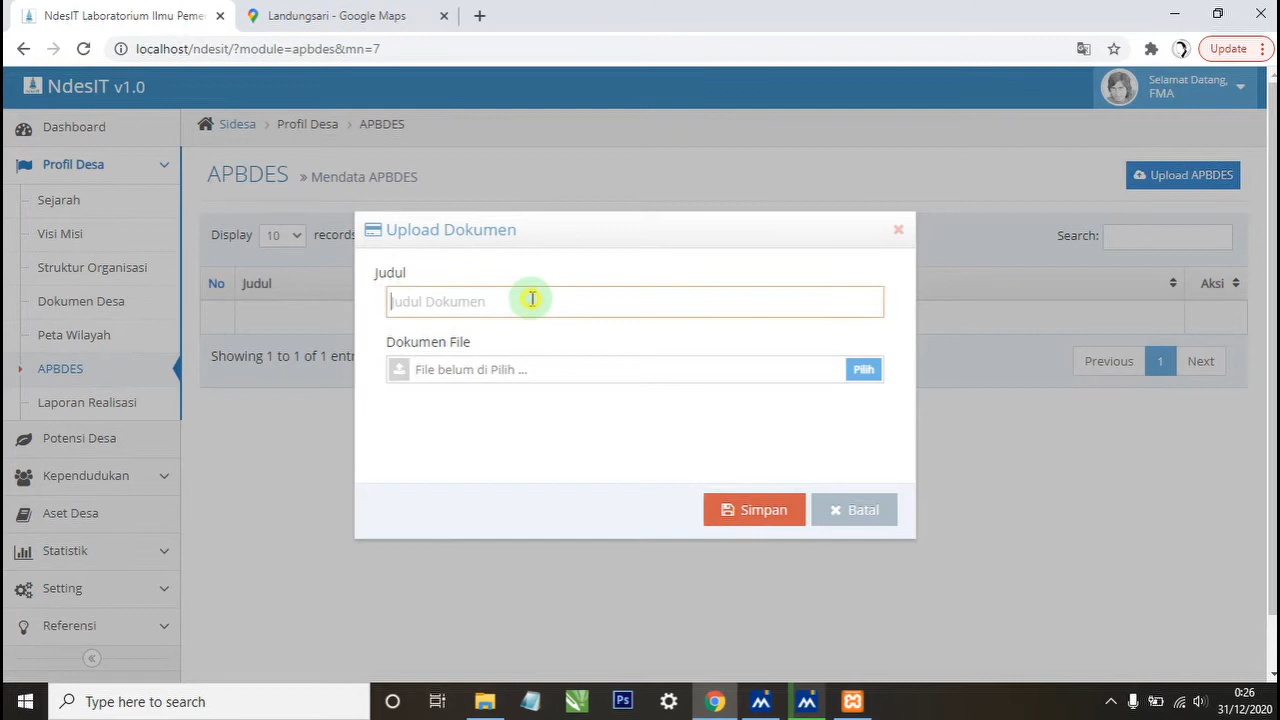 NdesIT Laboratorium Ilmu Peme
Landungsari - Google Maps
localhost/ndesit/?module=apbdes&mn=7
Update
NdesIT v1.0
Selamat Datang,
FMA
Dashboard
Profil Desa
Sejarah
Visi Misi
Struktur Organisasi
Dokumen Desa
Peta Wilayah
APBDES
Laporan Realisasi
Potensi Desa
Kependudukan
Aset Desa
Statistik
Setting
Referensi
Sidesa > Profil Desa > APBDES
APBDES » Mendata APBDES
Upload APBDES
Display 10 records
Search:
No Judul Aksi
Showing 1 to 1 of 1 entr
Previous 1 Next
Upload Dokumen
Judul
Judul Dokumen
Dokumen File
File belum di Pilih ... Pilih
Simpan Batal
Type here to search
Ps
0:26
31/12/2020